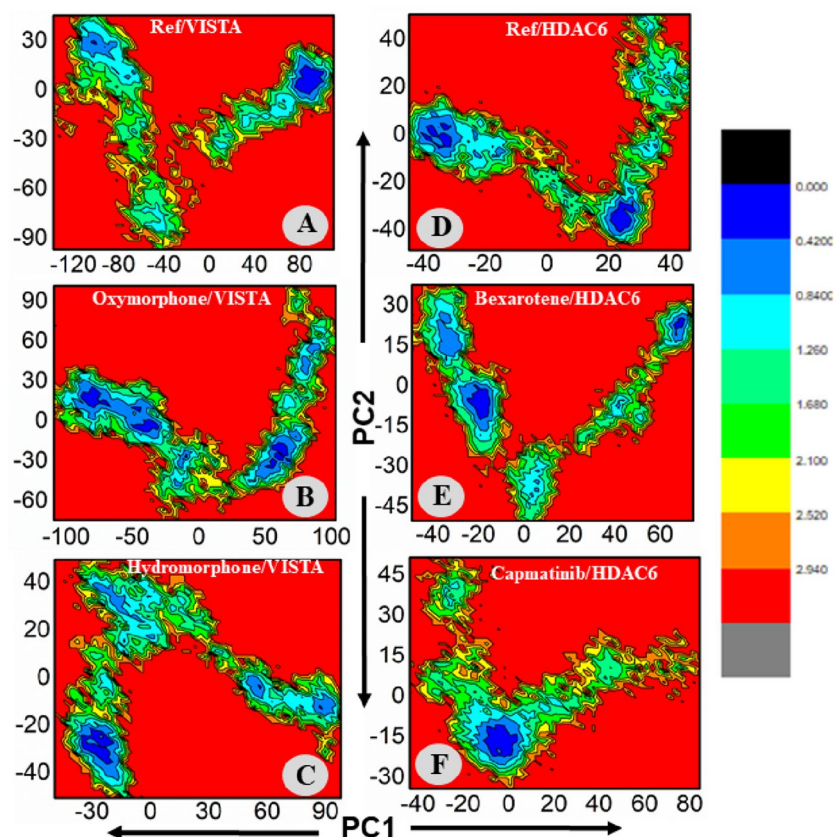 Ref/VISTA
30
0
-30
-60
-90
-120 -80 -40 0 40 80
A
Ref/HDAC6
40
20
0
-20
-40
-40 -20 0 20 40
D
Oxymorphone/VISTA
90
60
30
0
-30
-60
-100 -50 0 50 100
B
Bexarotene/HDAC6
30
15
0
-15
-30
-45
-40 -20 0 20 40 60
E
Hydromorphone/VISTA
40
20
0
-20
-40
-30 0 30 60 90
C
Capmatinib/HDAC6
45
30
15
0
-15
-30
-40 -20 0 20 40 60 80
F
PC2
PC1
0.000
0.4200
0.8400
1.260
1.680
2.100
2.520
2.940